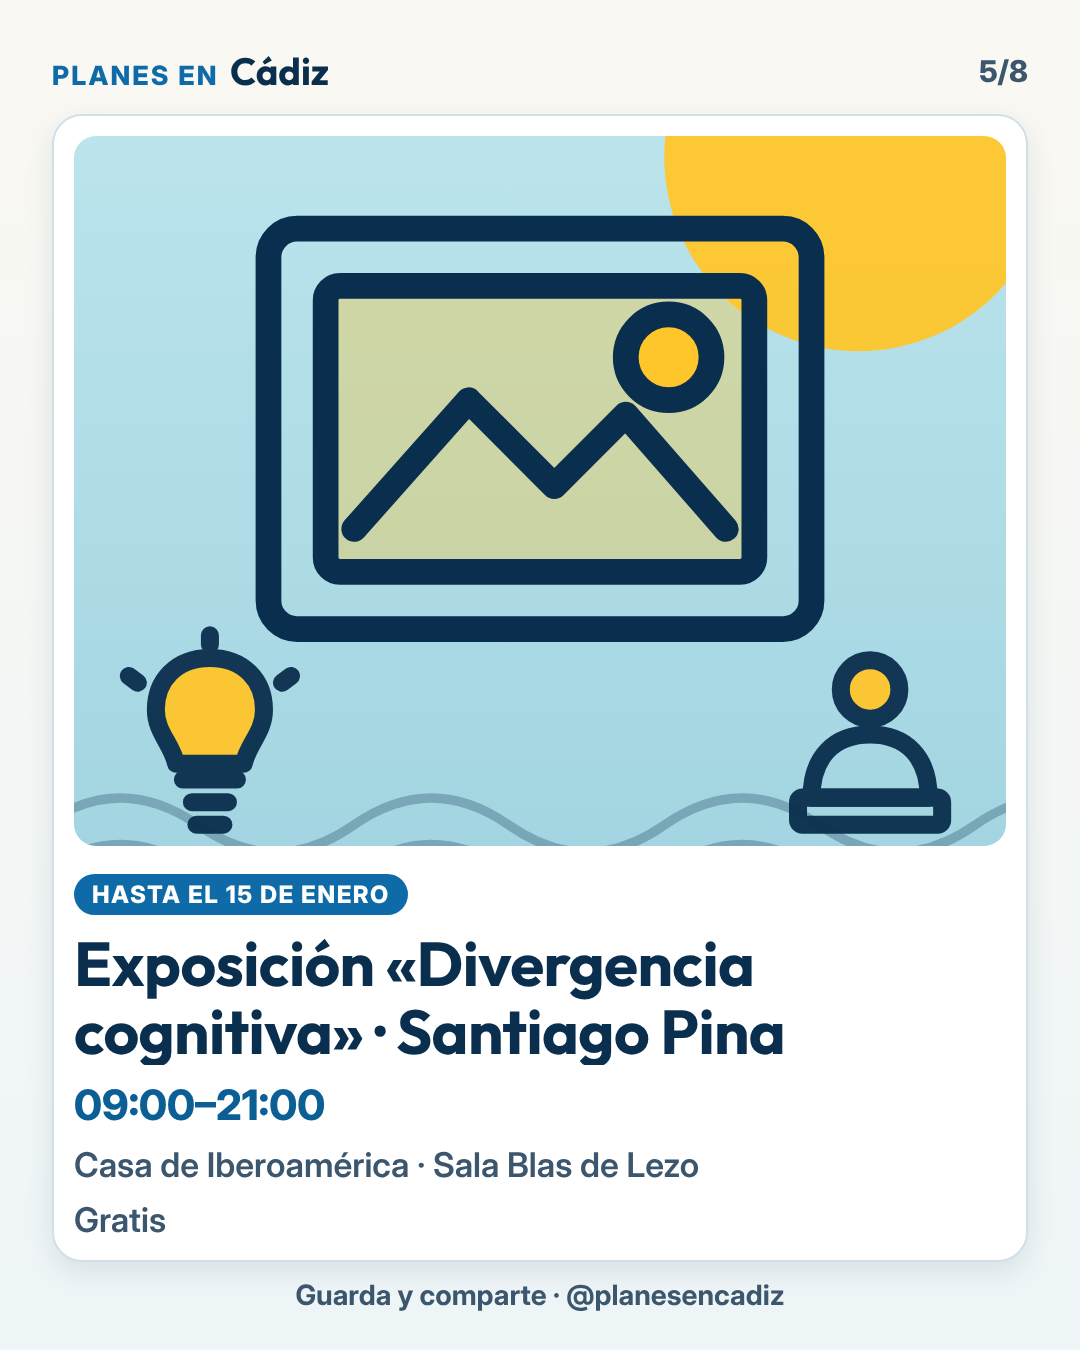 PLANES EN Cádiz
5/8
HASTA EL 15 DE ENERO
Exposición «Divergencia
cognitiva» · Santiago Pina
09:00–21:00
Casa de Iberoamérica · Sala Blas de Lezo
Gratis
Guarda y comparte · @planesencadiz